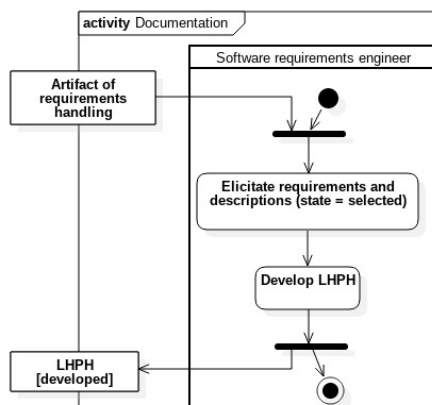 activity Documentation
Software requirements engineer
Artifact of
requirements
handling
Elicitate requirements and
descriptions (state = selected)
Develop LHPH
LHPH
[developed]